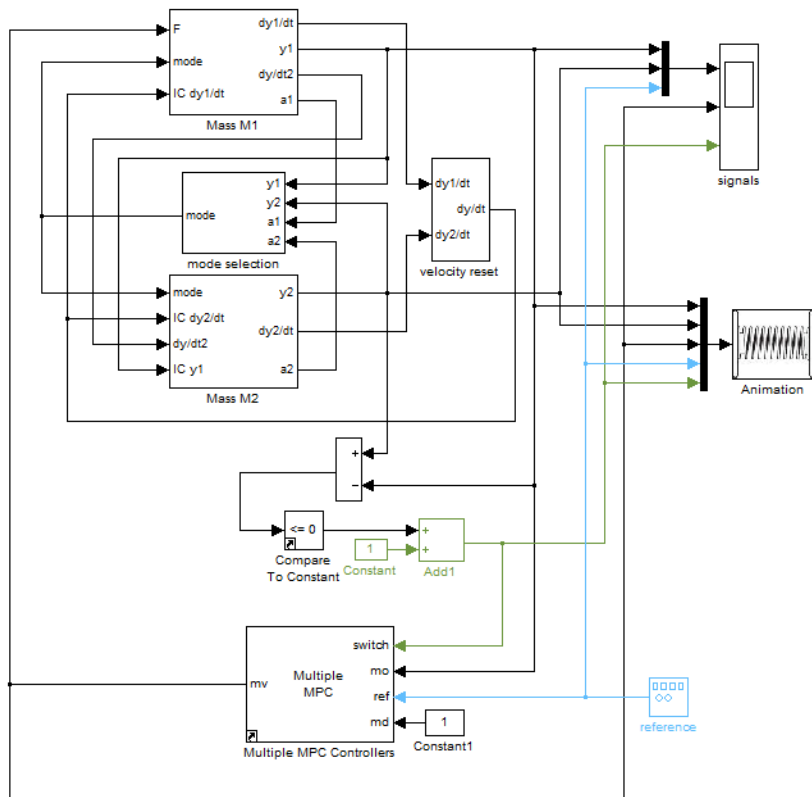 F
mode
IC dy1/dt
dy1/dt
y1
dy/dt2
a1
Mass M1
signals
mode
y1
y2
a1
a2
mode selection
dy1/dt
dy2/dt
dy/dt
velocity reset
mode
IC dy2/dt
dy/dt2
IC y1
y2
dy2/dt
a2
Mass M2
Animation
+
−
<= 0
Compare
To Constant
1
Constant
+
+
Add1
mv
Multiple
MPC
switch
mo
ref
md
Multiple MPC Controllers
1
Constant1
reference